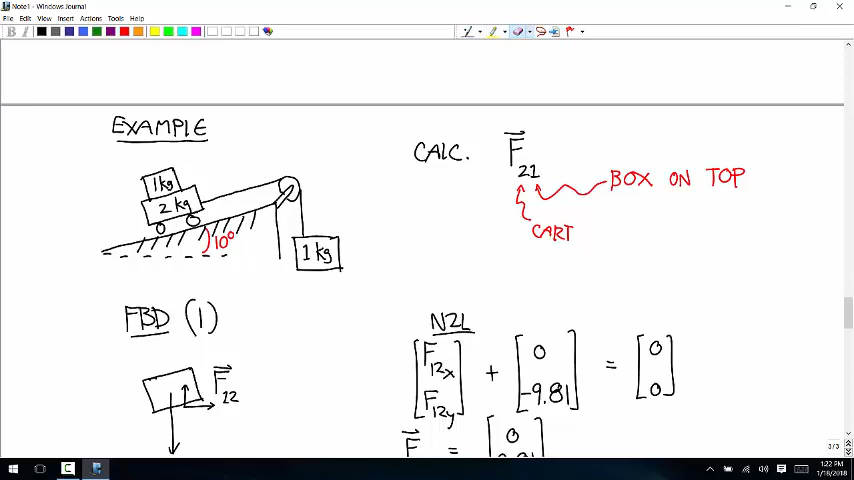 Note1 - Windows Journal
File Edit View Insert Actions Tools Help
B I
EXAMPLE
1kg
2 kg
10°
1 kg
CALC. F 21
BOX ON TOP
CART
FBD (1)
F 22
N2L
[F12x F12y] + [0 -9.81] = [0 0]
F = [0
3/3
1:22 PM
1/18/2018